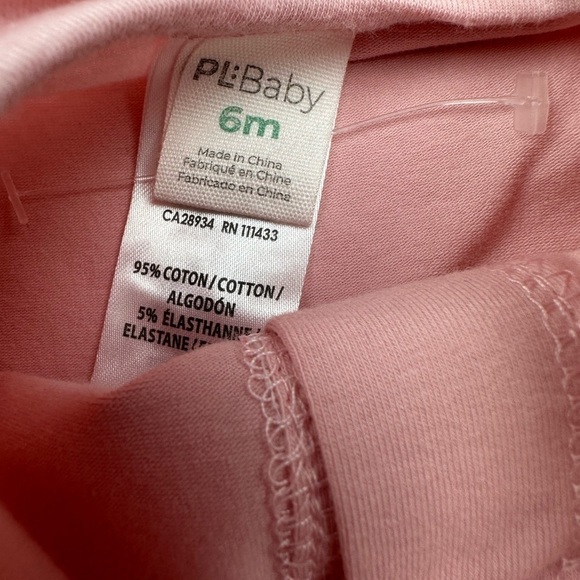 PL:Baby
6m
Made in China
Fabriqué en Chine
Fabricado en China
CA28934 RN 111433
95% COTON/COTTON/
ALGODÓN
5% ÉLASTHANNE/
ELASTANE/